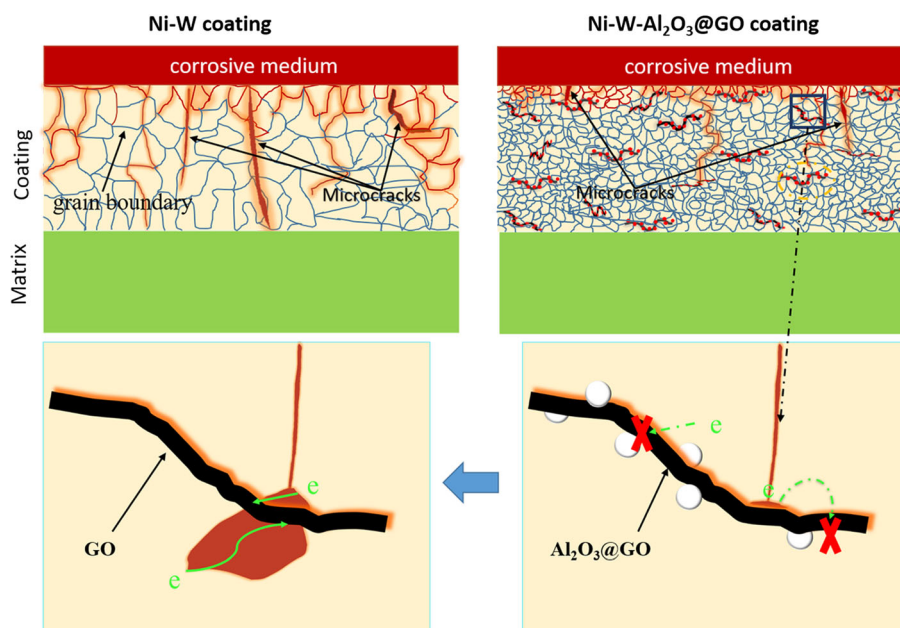 Ni-W coating
Ni-W-Al₂O₃@GO coating
corrosive medium
corrosive medium
Coating
grain boundary
Microcracks
Microcracks
Matrix
e
e
GO
e
e
Al₂O₃@GO